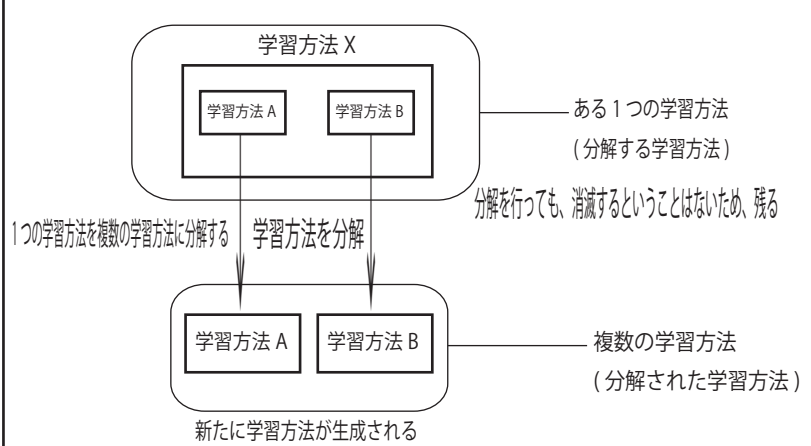 学習方法 X
学習方法 A
学習方法 B
ある 1 つの学習方法
( 分解する学習方法 )
分解を行っても、消滅するということはないため、残る
1つの学習方法を複数の学習方法に分解する
学習方法を分解
学習方法 A
学習方法 B
複数の学習方法
( 分解された学習方法 )
新たに学習方法が生成される